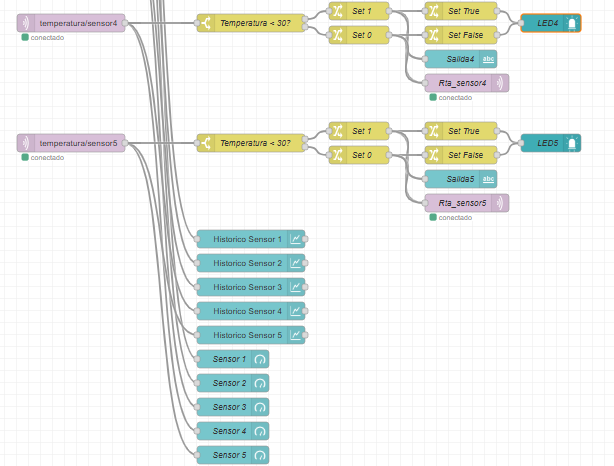 temperatura/sensor4
conectado
Temperatura < 30?
Set 1
Set 0
Set True
Set False
LED4
Salida4
abc
Rta_sensor4
conectado
temperatura/sensor5
conectado
Temperatura < 30?
Set 1
Set 0
Set True
Set False
LED5
Salida5
abc
Rta_sensor5
conectado
Historico Sensor 1
Historico Sensor 2
Historico Sensor 3
Historico Sensor 4
Historico Sensor 5
Sensor 1
Sensor 2
Sensor 3
Sensor 4
Sensor 5